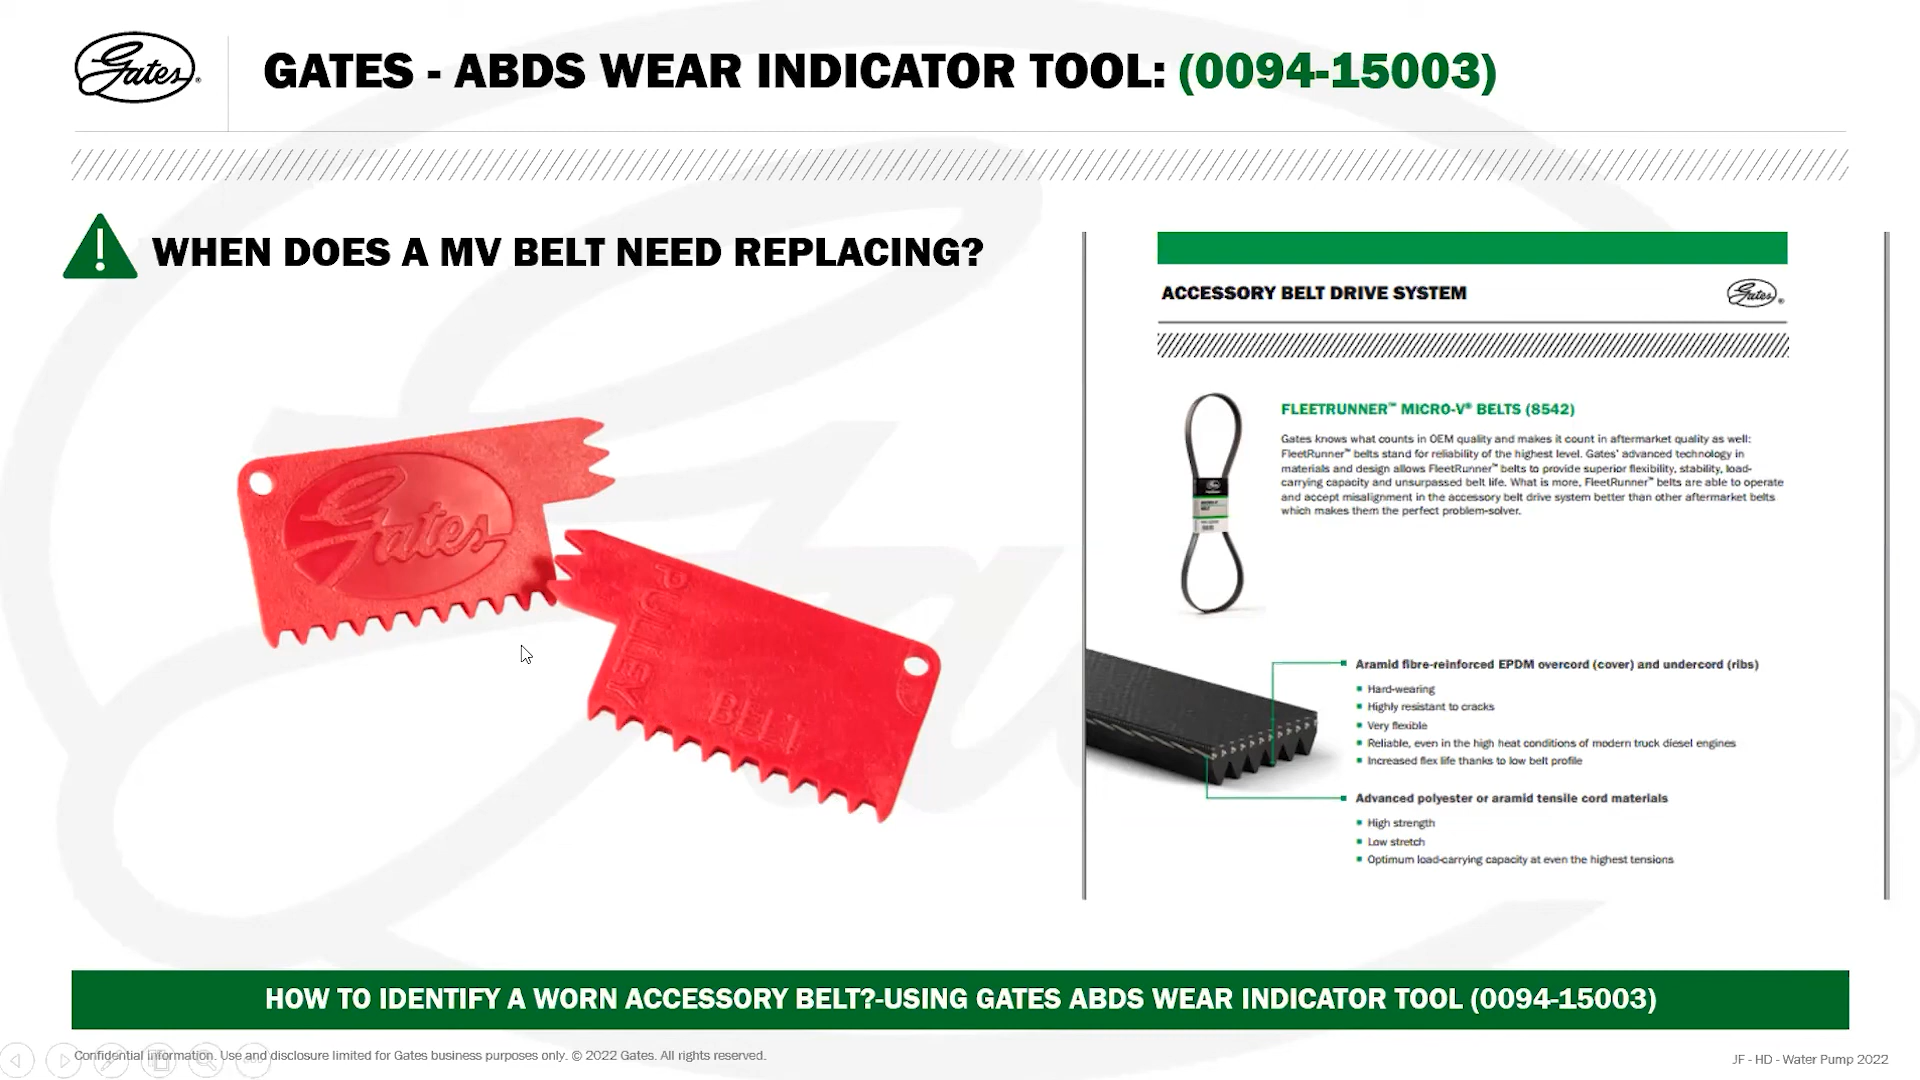 Gates
GATES - ABDS WEAR INDICATOR TOOL: (0094-15003)
WHEN DOES A MV BELT NEED REPLACING?
Gates
PULLEY
BELT
ACCESSORY BELT DRIVE SYSTEM
Gates
FLEETRUNNER™ MICRO-V® BELTS (8542)
Gates knows what counts in OEM quality and makes it count in aftermarket quality as well:
FleetRunner™ belts stand for reliability of the highest level. Gates' advanced technology in
materials and design allows FleetRunner™ belts to provide superior flexibility, stability, load-
carrying capacity and unsurpassed belt life. What is more, FleetRunner™ belts are able to operate
and accept misalignment in the accessory belt drive system better than other aftermarket belts
which makes them the perfect problem-solver.
Aramid fibre-reinforced EPDM overcord (cover) and undercord (ribs)
Hard-wearing
Highly resistant to cracks
Very flexible
Reliable, even in the high heat conditions of modern truck diesel engines
Increased flex life thanks to low belt profile
Advanced polyester or aramid tensile cord materials
High strength
Low stretch
Optimum load-carrying capacity at even the highest tensions
HOW TO IDENTIFY A WORN ACCESSORY BELT?-USING GATES ABDS WEAR INDICATOR TOOL (0094-15003)
Confidential information. Use and disclosure limited for Gates business purposes only. © 2022 Gates. All rights reserved.
JF - HD - Water Pump 2022